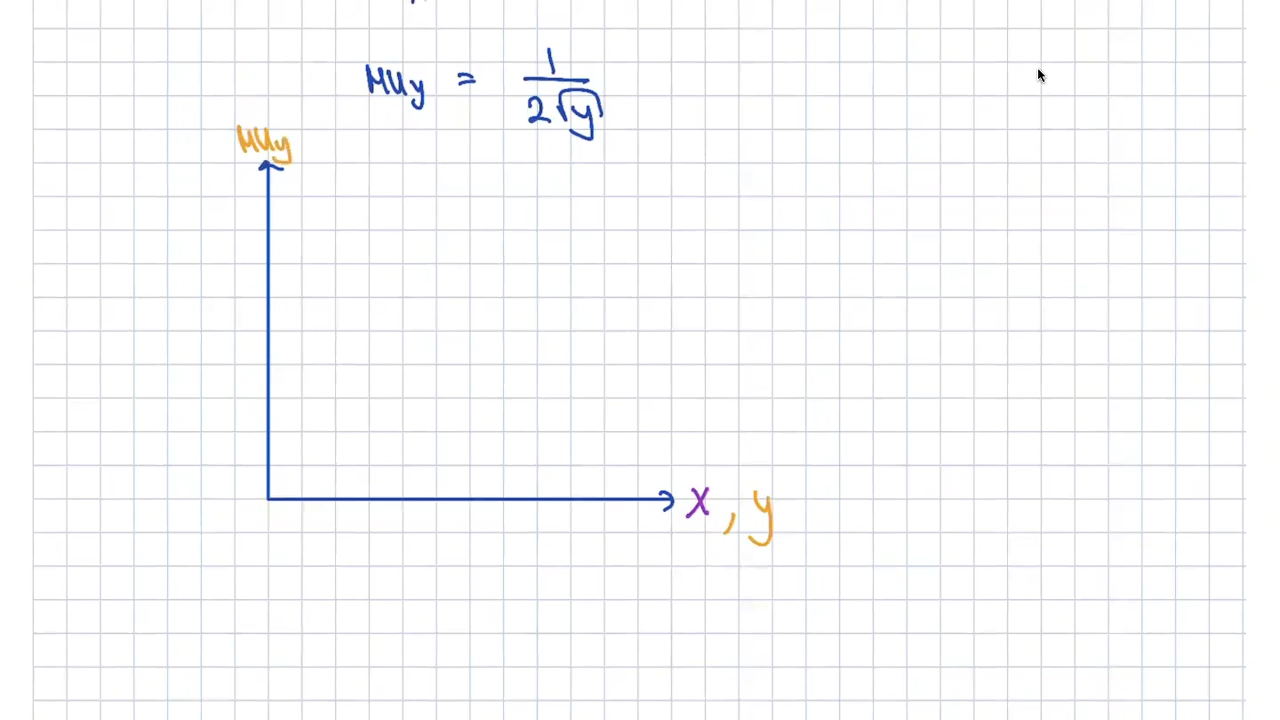 MUy = 1 / 2√y
MUy
x , y